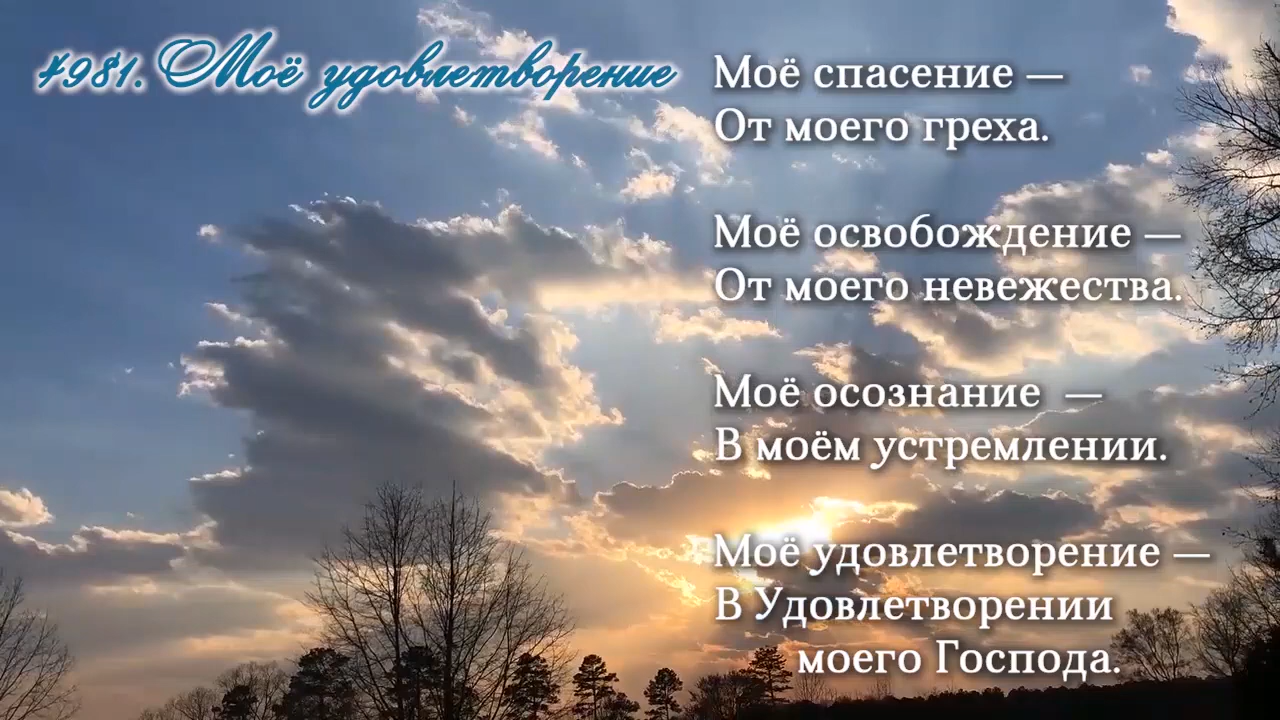 #981. Моё удовлетворение
Моё спасение —
От моего греха.
Моё освобождение —
От моего невежества.
Моё осознание —
В моём устремлении.
Моё удовлетворение —
В Удовлетворении
моего Господа.